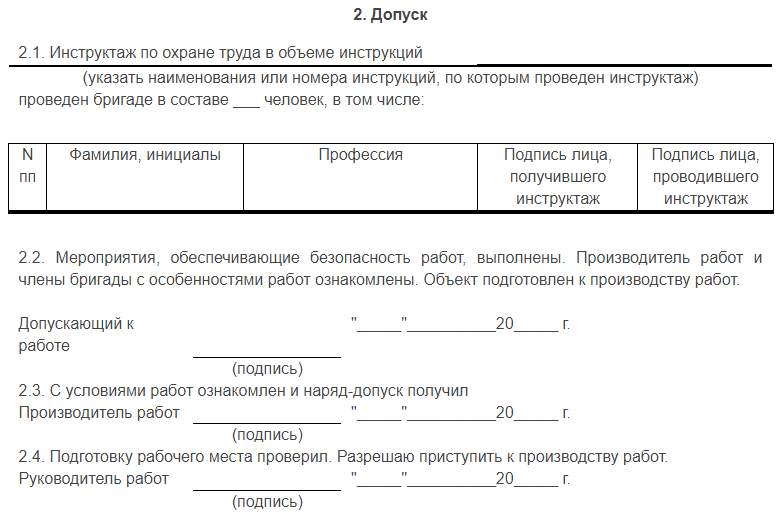 2. Допуск
2.1. Инструктаж по охране труда в объеме инструкций
(указать наименования или номера инструкций, по которым проведен инструктаж)
проведен бригаде в составе ___ человек, в том числе:
N пп Фамилия, инициалы Профессия Подпись лица, получившего инструктаж Подпись лица, проводившего инструктаж
2.2. Мероприятия, обеспечивающие безопасность работ, выполнены. Производитель работ и
члены бригады с особенностями работ ознакомлены. Объект подготовлен к производству работ.
Допускающий к "_____"__________20_____ г.
работе
(подпись)
2.3. С условиями работ ознакомлен и наряд-допуск получил
Производитель работ "_____"__________20_____ г.
(подпись)
2.4. Подготовку рабочего места проверил. Разрешаю приступить к производству работ.
Руководитель работ "_____"__________20_____ г.
(подпись)